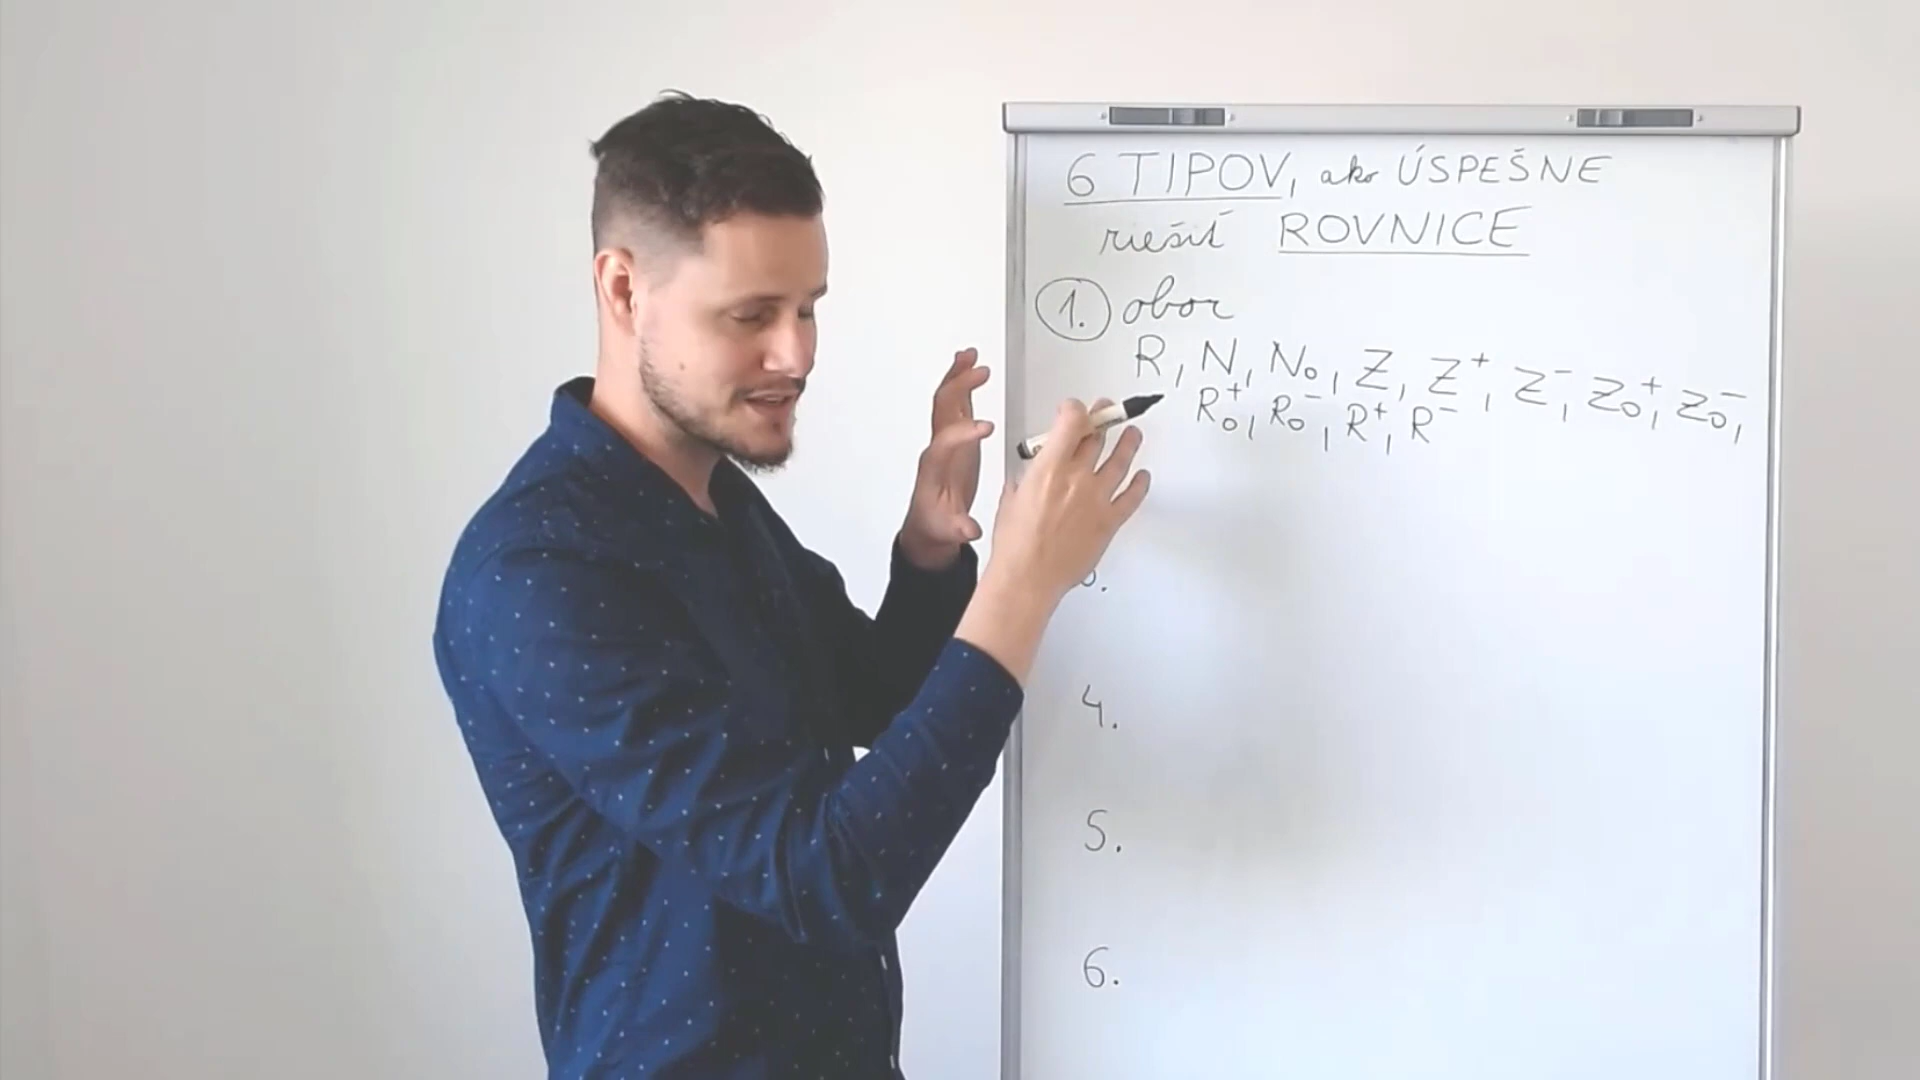 6 TIPOV, ako ÚSPEŠNE
riešiť ROVNICE
1. obor
R, N, N₀, Z, Z⁺, Z⁻, Z₀⁺, Z₀⁻,
R₀⁺, R₀⁻, R⁺, R⁻
4.
5.
6.